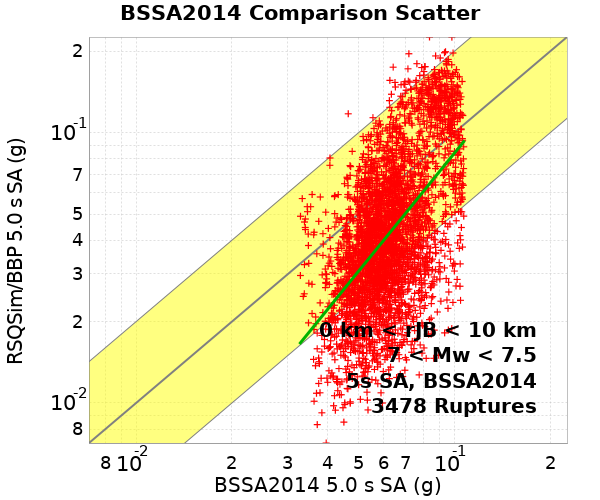 BSSA2014 Comparison Scatter
RSQSim/BBP 5.0 s SA (g)
2
10-1
7
5
4
3
2
10-2
8
0 km < rJB < 10 km
7 < Mw < 7.5
5s SA, BSSA2014
3478 Ruptures
8 10-2 2 3 4 5 6 7 10-1 2
BSSA2014 5.0 s SA (g)